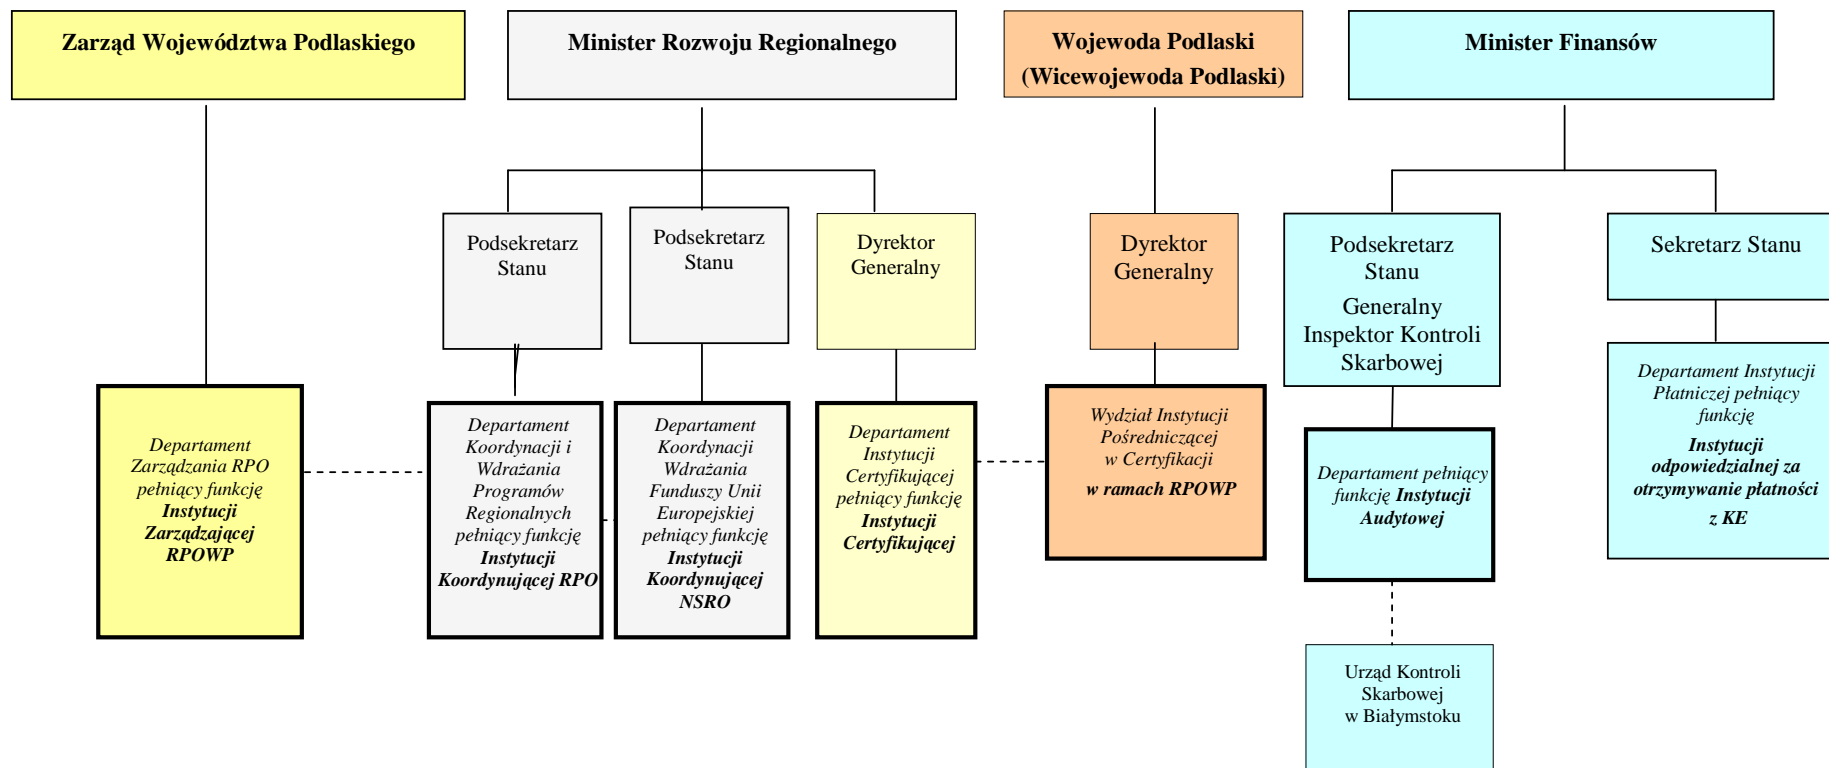 Zarząd Województwa Podlaskiego
Minister Rozwoju Regionalnego
Wojewoda Podlaski
(Wicewojewoda Podlaski)
Minister Finansów
Podsekretarz
Stanu
Podsekretarz
Stanu
Dyrektor
Generalny
Dyrektor
Generalny
Podsekretarz
Stanu
Generalny
Inspektor Kontroli
Skarbowej
Sekretarz Stanu
Departament
Zarządzania RPO
pełniący funkcję
Instytucji
Zarządzającej
RPOWP
Departament
Koordynacji i
Wdrażania
Programów
Regionalnych
pełniący funkcję
Instytucji
Koordynującej RPO
Departament
Koordynacji
Wdrażania
Funduszy Unii
Europejskiej
pełniący funkcję
Instytucji
Koordynującej
NSRO
Departament
Instytucji
Certyfikującej
pełniący funkcję
Instytucji
Certyfikującej
Wydział Instytucji
Pośredniczącej
w Certyfikacji
w ramach RPOWP
Departament pełniący
funkcję Instytucji
Audytowej
Departament Instytucji
Płatniczej pełniący
funkcję
Instytucji
odpowiedzialnej za
otrzymywanie płatności
z KE
Urząd Kontroli
Skarbowej
w Białymstoku